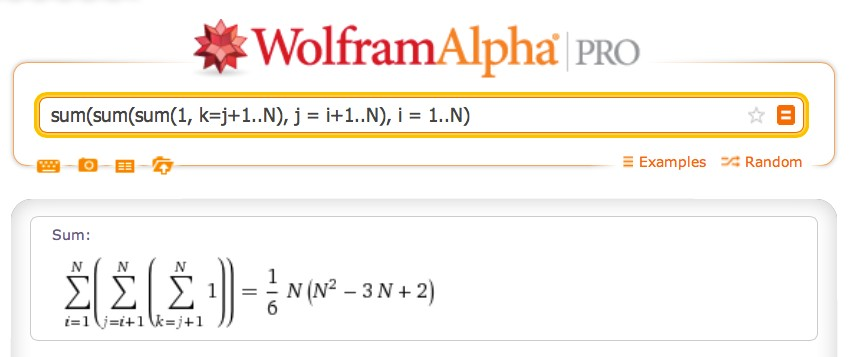 WolframAlpha PRO
sum(sum(sum(1, k=j+1..N), j = i+1..N), i = 1..N)
Examples Random
Sum:
N N N
∑ ( ∑ ( ∑ 1 ) ) = 1/6 N (N² − 3 N + 2)
i=1 j=i+1 k=j+1